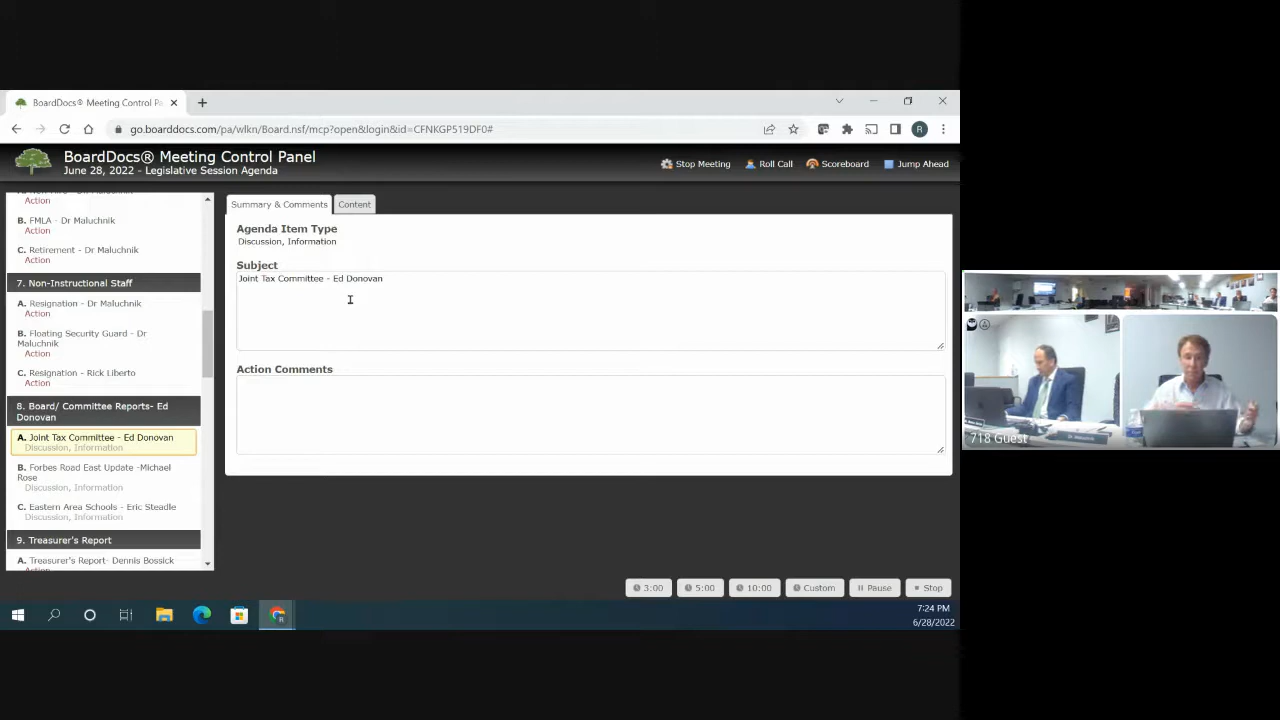 BoardDocs® Meeting Control Pa
go.boarddocs.com/pa/wlkn/Board.nsf/mcp?open&login&id=CFNKGP519DF0#
R
BoardDocs® Meeting Control Panel
June 28, 2022 - Legislative Session Agenda
Stop Meeting
Roll Call
Scoreboard
Jump Ahead
Action
B. FMLA - Dr Maluchnik
Action
C. Retirement - Dr Maluchnik
Action
7. Non-Instructional Staff
A. Resignation - Dr Maluchnik
Action
B. Floating Security Guard - Dr
Maluchnik
Action
C. Resignation - Rick Liberto
Action
8. Board/ Committee Reports- Ed
Donovan
A. Joint Tax Committee - Ed Donovan
Discussion, Information
B. Forbes Road East Update -Michael
Rose
Discussion, Information
C. Eastern Area Schools - Eric Steadle
Discussion, Information
9. Treasurer's Report
A. Treasurer's Report- Dennis Bossick
Summary & Comments
Content
Agenda Item Type
Discussion, Information
Subject
Joint Tax Committee - Ed Donovan
Action Comments
3:00
5:00
10:00
Custom
Pause
Stop
7:24 PM
6/28/2022
718 Guest